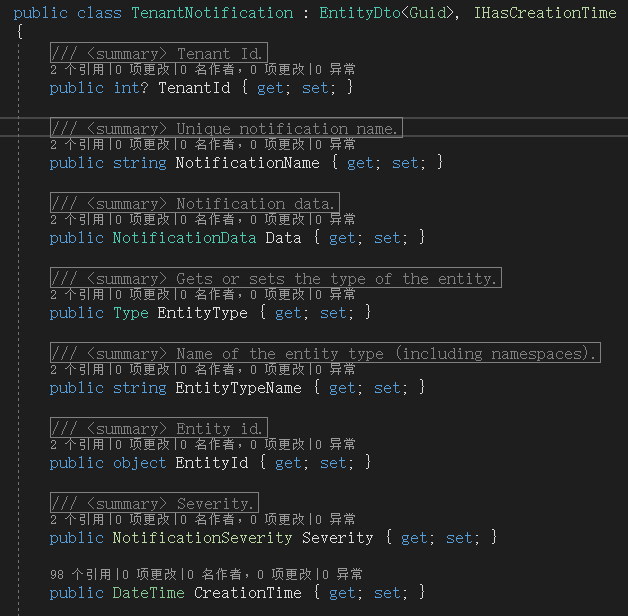 public class TenantNotification : EntityDto<Guid>, IHasCreationTime
{
/// <summary> Tenant Id.
2 个引用|0 项更改|0 名作者，0 项更改|0 异常
public int? TenantId { get; set; }
/// <summary> Unique notification name.
2 个引用|0 项更改|0 名作者，0 项更改|0 异常
public string NotificationName { get; set; }
/// <summary> Notification data.
2 个引用|0 项更改|0 名作者，0 项更改|0 异常
public NotificationData Data { get; set; }
/// <summary> Gets or sets the type of the entity.
2 个引用|0 项更改|0 名作者，0 项更改|0 异常
public Type EntityType { get; set; }
/// <summary> Name of the entity type (including namespaces).
2 个引用|0 项更改|0 名作者，0 项更改|0 异常
public string EntityTypeName { get; set; }
/// <summary> Entity id.
2 个引用|0 项更改|0 名作者，0 项更改|0 异常
public object EntityId { get; set; }
/// <summary> Severity.
2 个引用|0 项更改|0 名作者，0 项更改|0 异常
public NotificationSeverity Severity { get; set; }
98 个引用|0 项更改|0 名作者，0 项更改|0 异常
public DateTime CreationTime { get; set; }